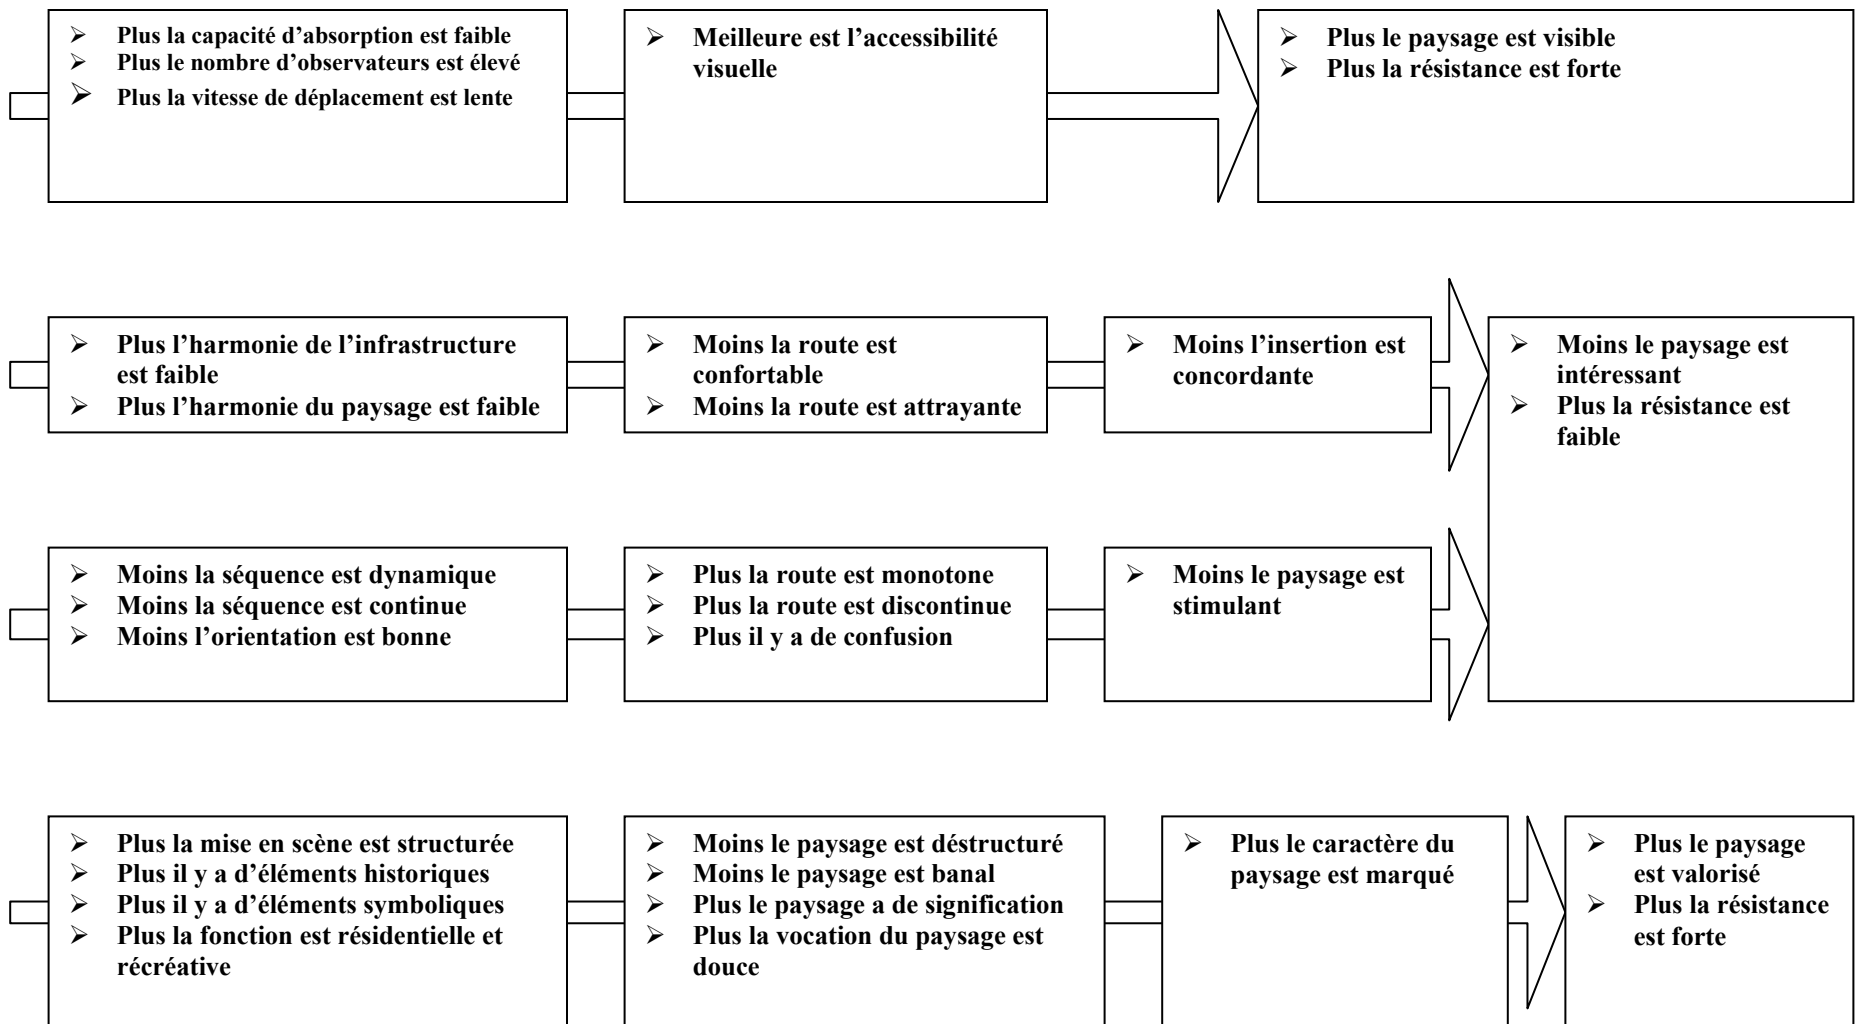 ➢ Plus la capacité d’absorption est faible
➢ Plus le nombre d’observateurs est élevé
➢ Plus la vitesse de déplacement est lente
➢ Meilleure est l’accessibilité
visuelle
➢ Plus le paysage est visible
➢ Plus la résistance est forte
➢ Plus l’harmonie de l’infrastructure
est faible
➢ Plus l’harmonie du paysage est faible
➢ Moins la route est
confortable
➢ Moins la route est attrayante
➢ Moins l’insertion est
concordante
➢ Moins le paysage est
intéressant
➢ Plus la résistance est
faible
➢ Moins la séquence est dynamique
➢ Moins la séquence est continue
➢ Moins l’orientation est bonne
➢ Plus la route est monotone
➢ Plus la route est discontinue
➢ Plus il y a de confusion
➢ Moins le paysage est
stimulant
➢ Plus la mise en scène est structurée
➢ Plus il y a d’éléments historiques
➢ Plus il y a d’éléments symboliques
➢ Plus la fonction est résidentielle et
récréative
➢ Moins le paysage est déstructuré
➢ Moins le paysage est banal
➢ Plus le paysage a de signification
➢ Plus la vocation du paysage est
douce
➢ Plus le caractère du
paysage est marqué
➢ Plus le paysage
est valorisé
➢ Plus la résistance
est forte